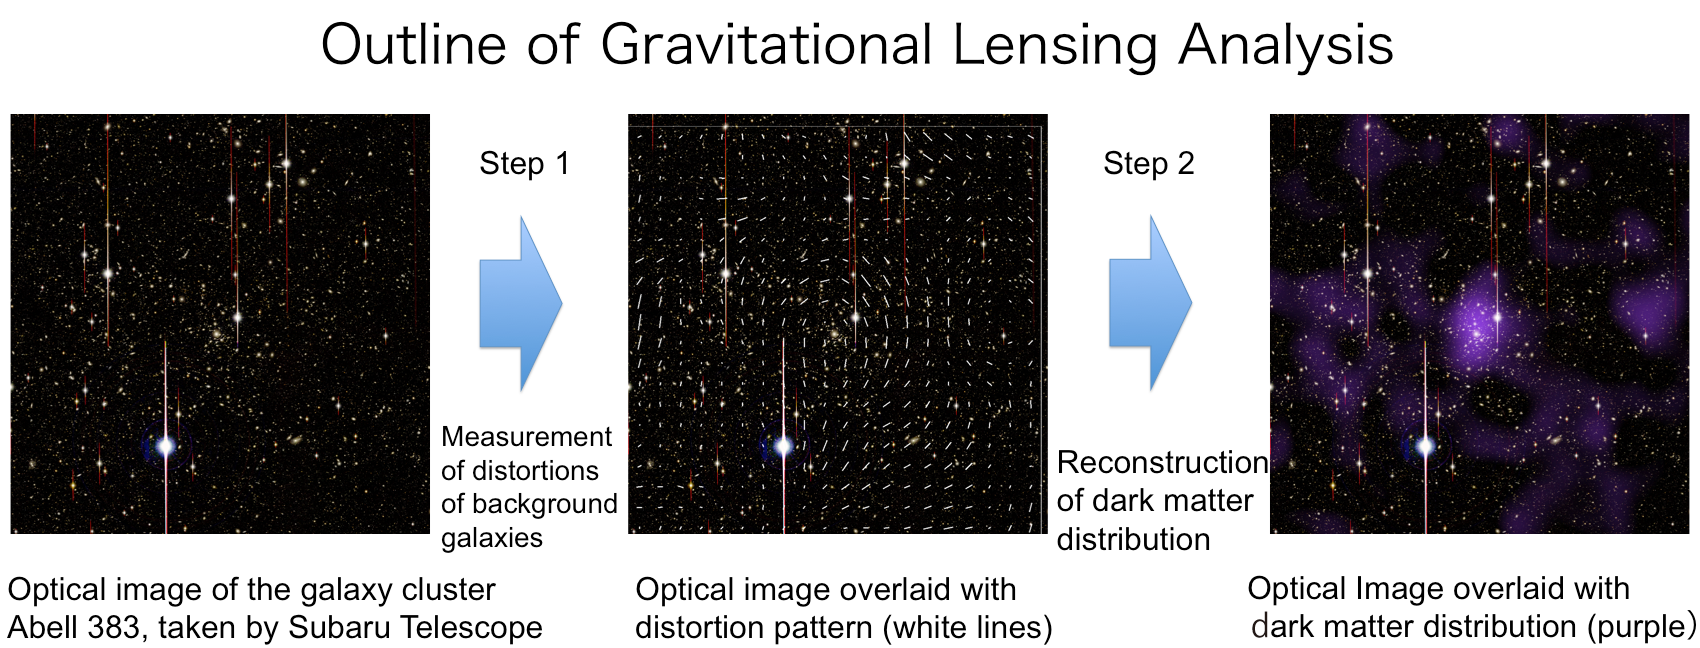 Outline of Gravitational Lensing Analysis
Step 1
Measurement
of distortions
of background
galaxies
Step 2
Reconstruction
of dark matter
distribution
Optical image of the galaxy cluster
Abell 383, taken by Subaru Telescope
Optical image overlaid with
distortion pattern (white lines)
Optical Image overlaid with
dark matter distribution (purple)